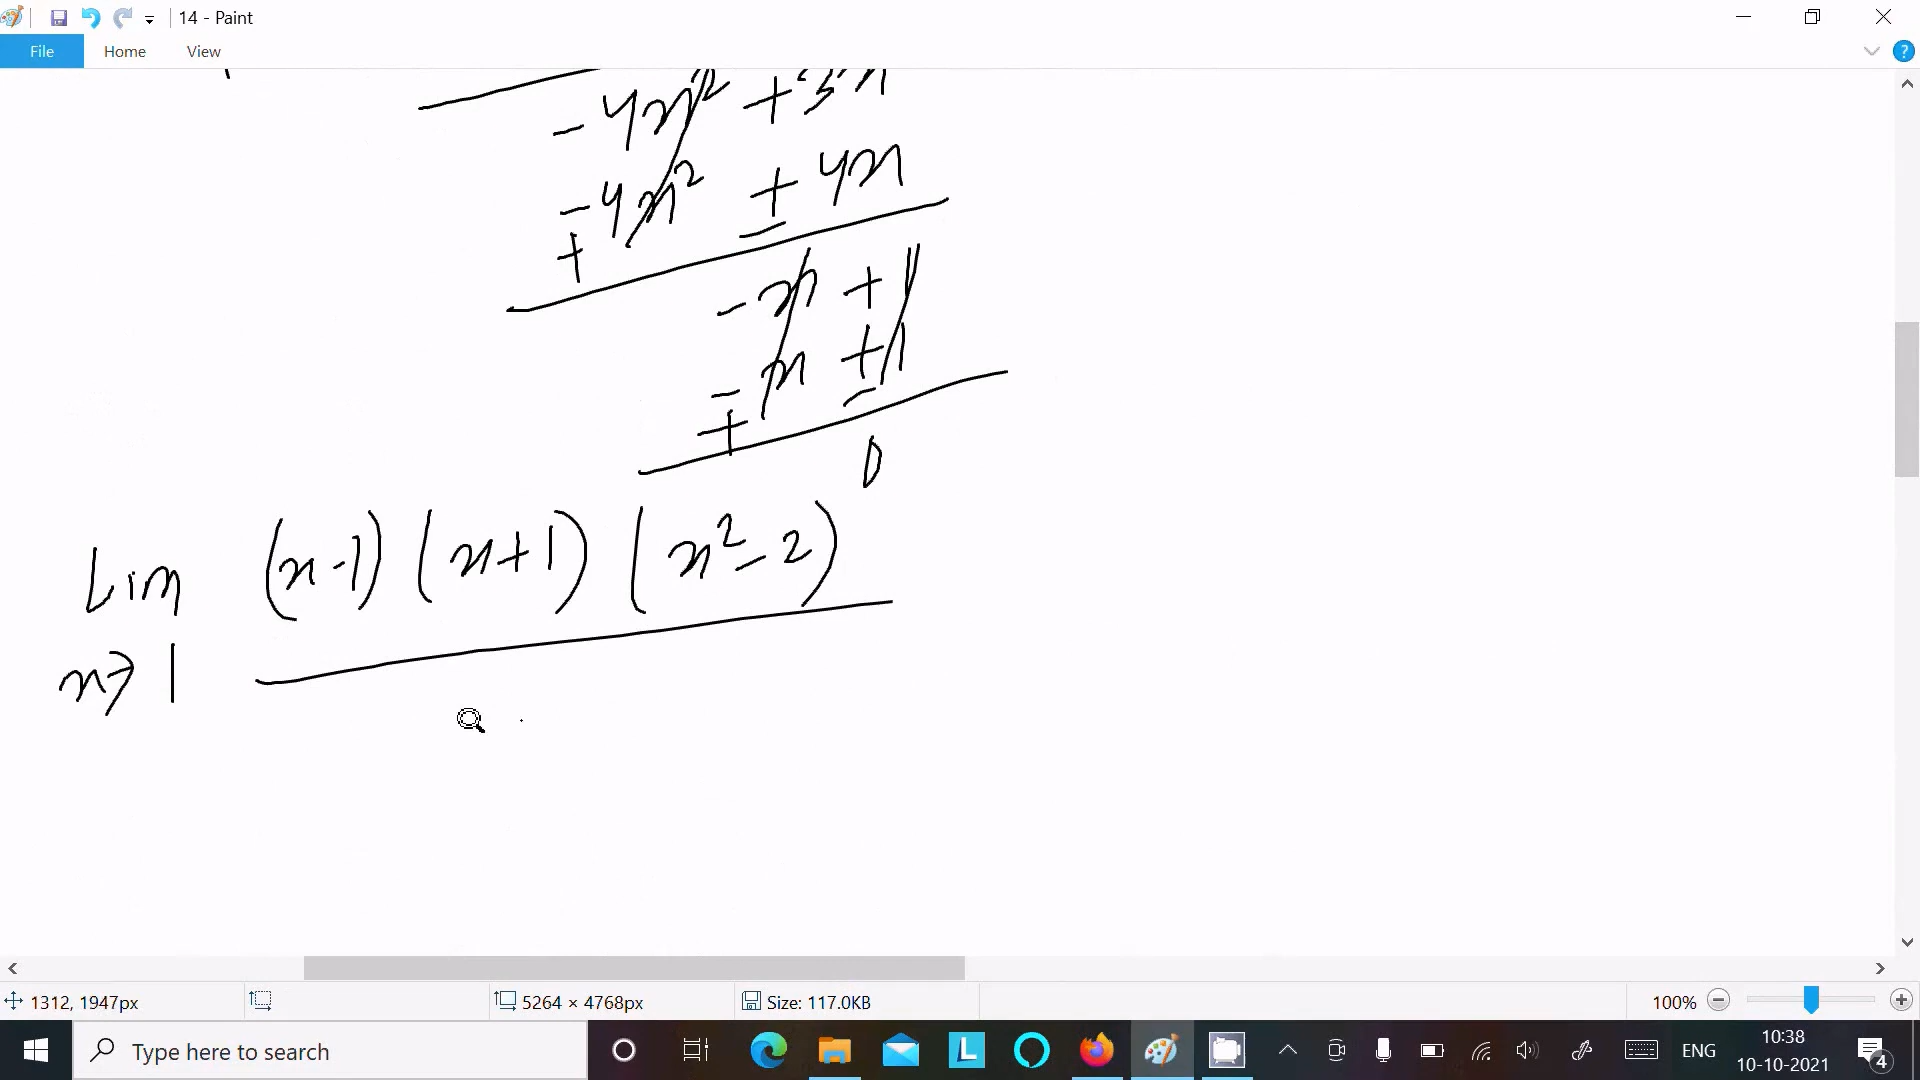 14 - Paint
File Home View
-4x² + 3x
-4x² + 4x
+ -
-x + 1
-x + 1
+ -
0
Lim (x-1) (x+1) (x²-2)
x→1
1312, 1947px 5264 × 4768px Size: 117.0KB 100%
Type here to search
L
ENG
10:38
10-10-2021
4